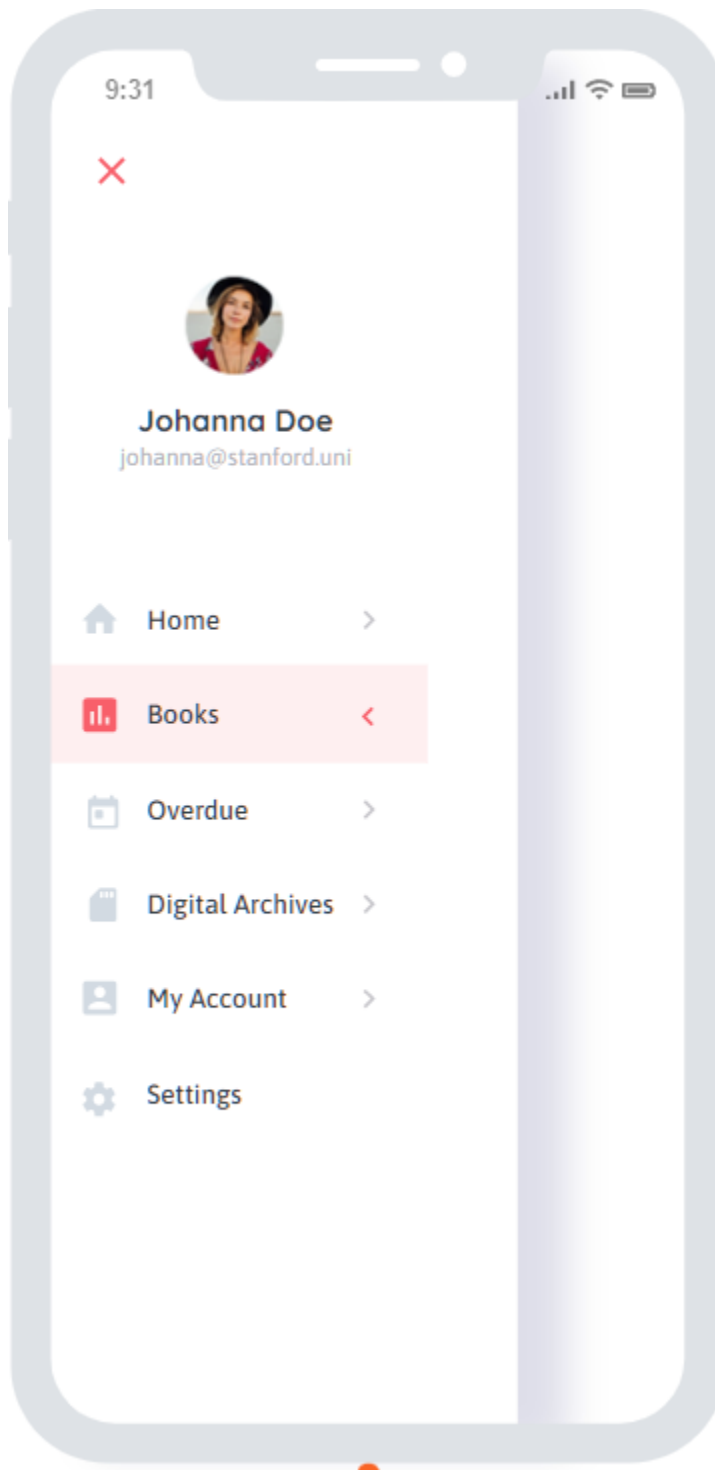 9:31
Johanna Doe
johanna@stanford.uni
Home
Books
Overdue
Digital Archives
My Account
Settings